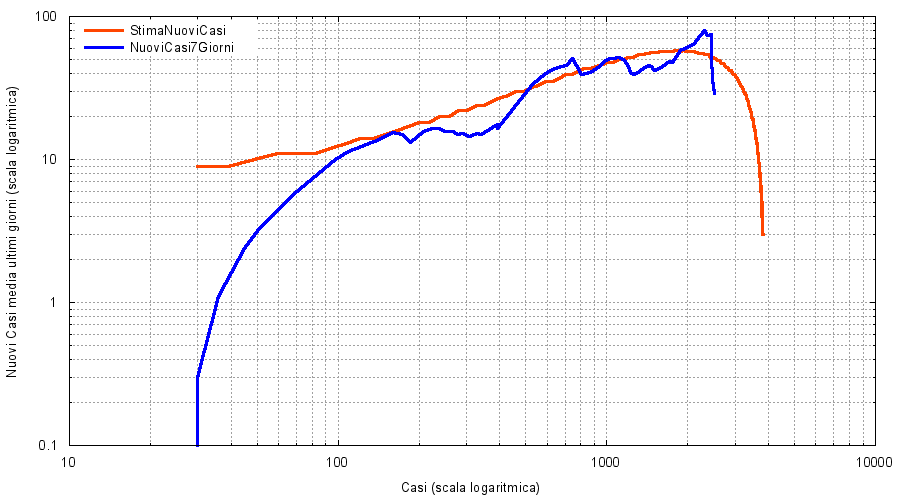 100
StimaNuoviCasi
NuoviCasi7Giorni
10
1
0.1
Nuovi Casi media ultimi giorni (scala logaritmica)
10
100
1000
10000
Casi (scala logaritmica)